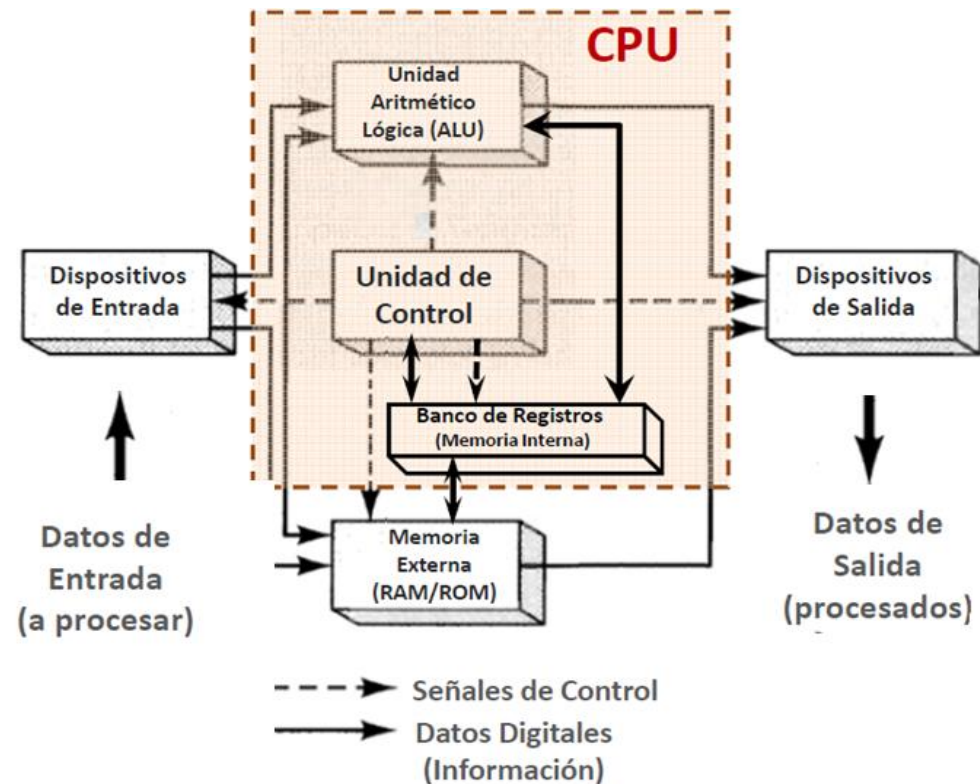 CPU
Unidad
Aritmético
Lógica (ALU)
Dispositivos
de Entrada
Unidad de
Control
Dispositivos
de Salida
Banco de Registros
(Memoria Interna)
Datos de
Entrada
(a procesar)
Memoria
Externa
(RAM/ROM)
Datos de
Salida
(procesados)
Señales de Control
Datos Digitales
(Información)